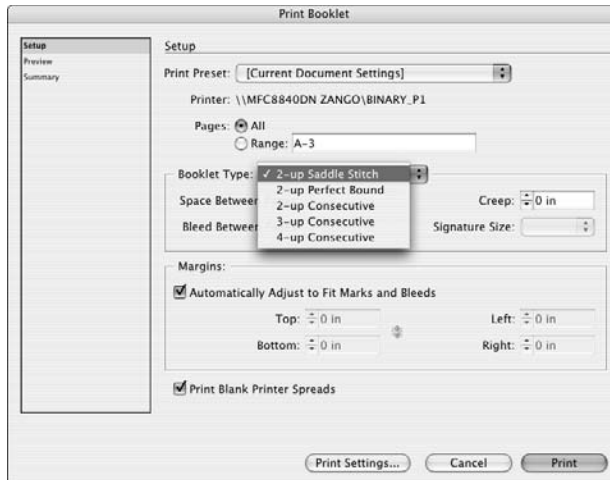 Print Booklet
Setup
Preview
Summary
Setup
Print Preset: [Current Document Settings]
Printer: \\MFC8840DN ZANGO\BINARY_P1
Pages: All
Range: A-3
Booklet Type: ✓ 2-up Saddle Stitch
2-up Perfect Bound
2-up Consecutive
3-up Consecutive
4-up Consecutive
Space Between Creep: 0 in
Bleed Between Signature Size:
Margins:
Automatically Adjust to Fit Marks and Bleeds
Top: 0 in Left: 0 in
Bottom: 0 in Right: 0 in
Print Blank Printer Spreads
Print Settings... Cancel Print